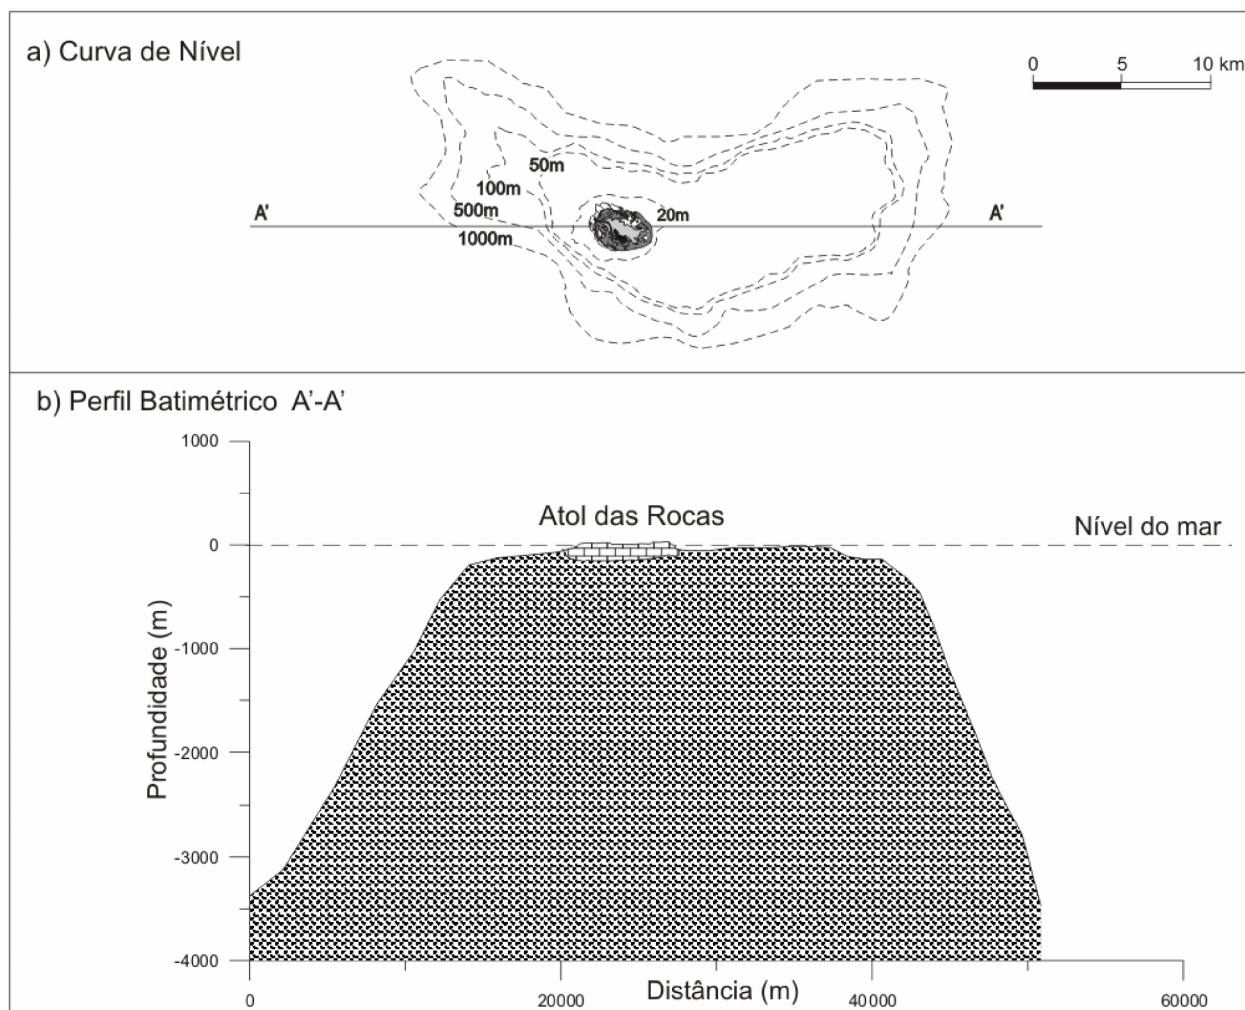 a) Curva de Nível
0 5 10 km
50m
100m
500m
1000m
20m
A’ A’
b) Perfil Batimétrico A’-A’
1000
0
-1000
-2000
-3000
-4000
Profundidade (m)
Atol das Rocas
Nível do mar
0 20000 40000 60000
Distância (m)